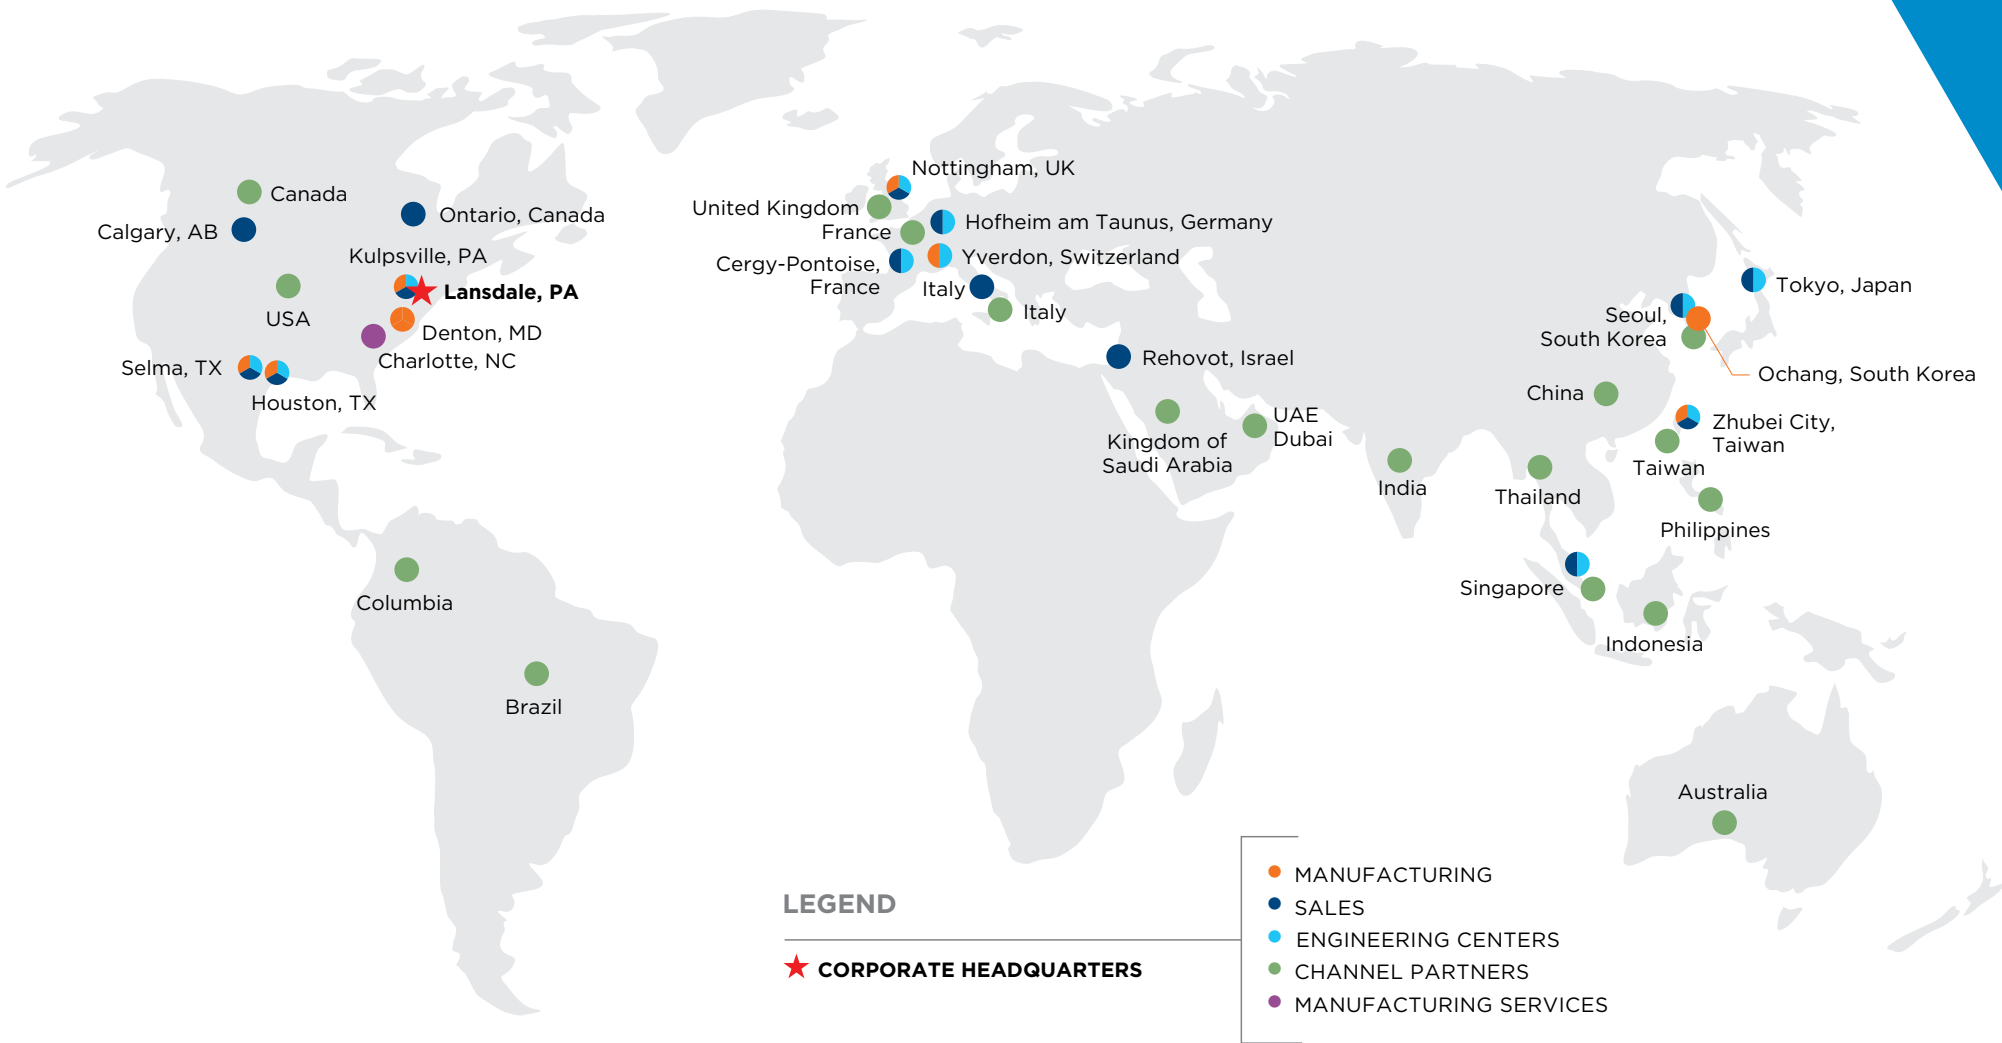 Canada
Calgary, AB
Ontario, Canada
Kulpsville, PA
Lansdale, PA
USA
Denton, MD
Charlotte, NC
Selma, TX
Houston, TX
Columbia
Brazil
Nottingham, UK
United Kingdom
France
Hofheim am Taunus, Germany
Cergy-Pontoise,
France
Yverdon, Switzerland
Italy
Italy
Rehovot, Israel
Kingdom of
Saudi Arabia
UAE
Dubai
India
Tokyo, Japan
Seoul,
South Korea
Ochang, South Korea
China
Zhubei City,
Taiwan
Taiwan
Thailand
Philippines
Singapore
Indonesia
Australia
LEGEND
CORPORATE HEADQUARTERS
MANUFACTURING
SALES
ENGINEERING CENTERS
CHANNEL PARTNERS
MANUFACTURING SERVICES